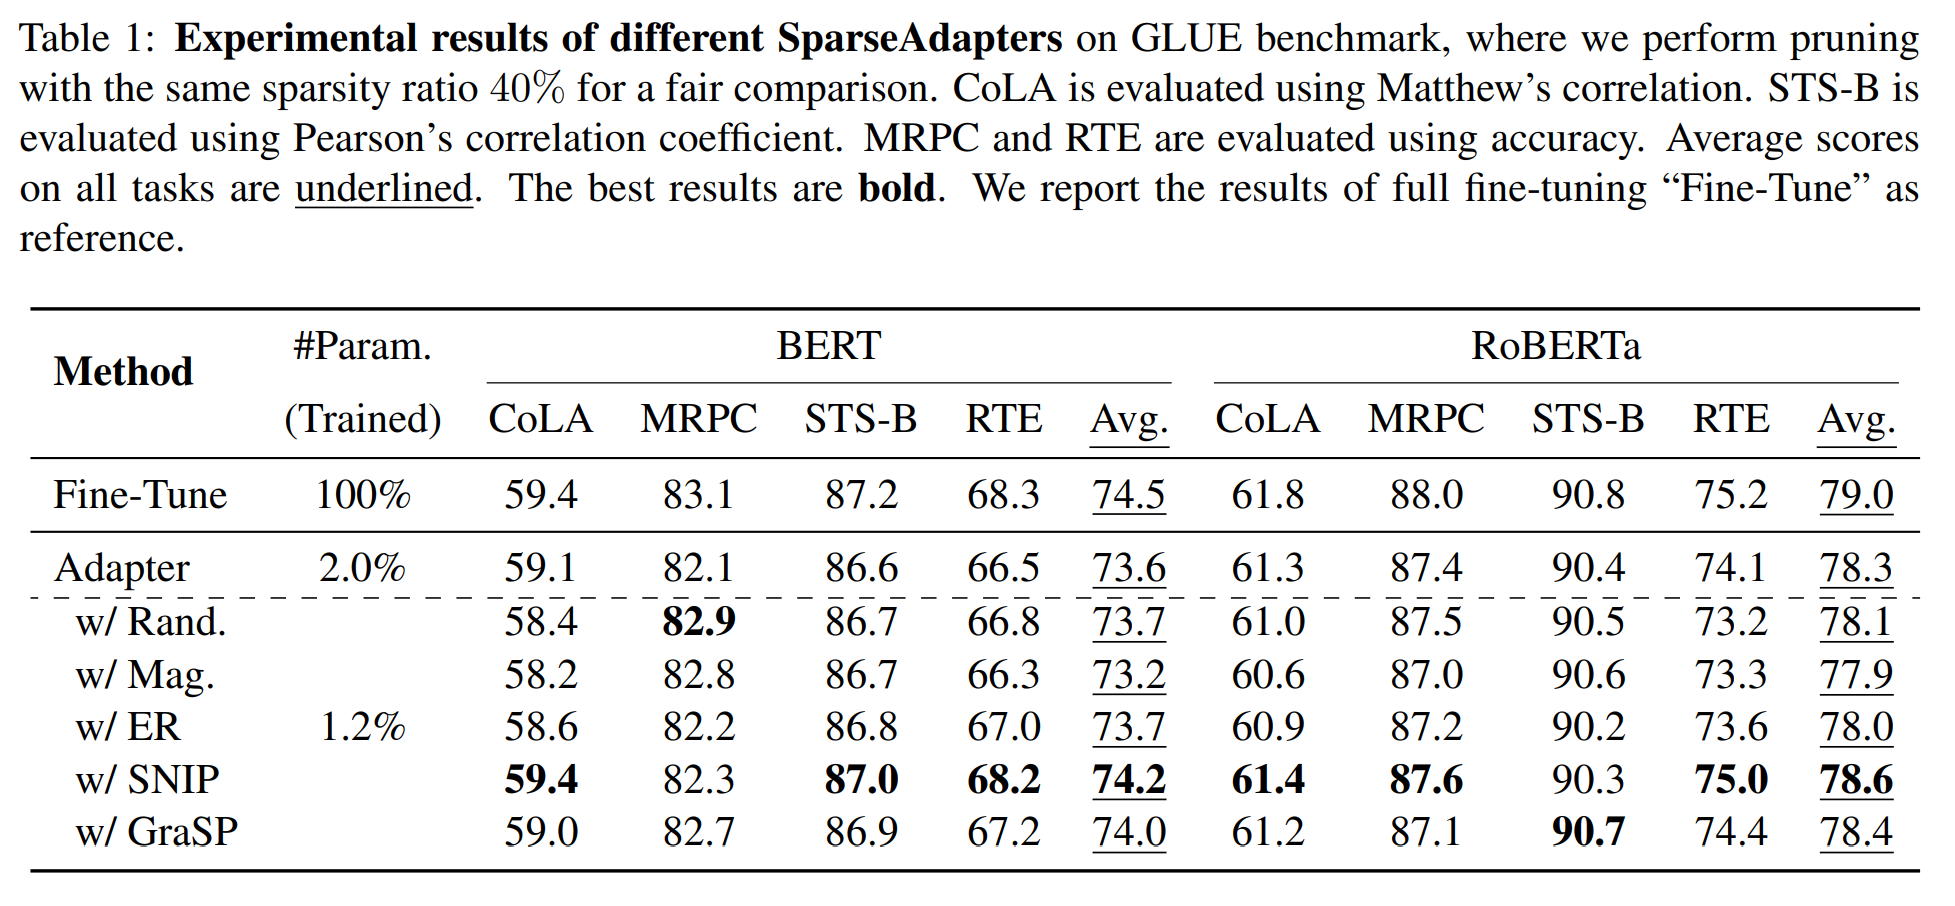 Table 1: Experimental results of different SparseAdapters on GLUE benchmark, where we perform pruning
with the same sparsity ratio 40% for a fair comparison. CoLA is evaluated using Matthew's correlation. STS-B is
evaluated using Pearson's correlation coefficient. MRPC and RTE are evaluated using accuracy. Average scores
on all tasks are underlined. The best results are bold. We report the results of full fine-tuning “Fine-Tune” as
reference.
Method #Param. (Trained) BERT RoBERTa
CoLA MRPC STS-B RTE Avg. CoLA MRPC STS-B RTE Avg.
Fine-Tune 100% 59.4 83.1 87.2 68.3 74.5 61.8 88.0 90.8 75.2 79.0
Adapter 2.0% 59.1 82.1 86.6 66.5 73.6 61.3 87.4 90.4 74.1 78.3
w/ Rand. 58.4 82.9 86.7 66.8 73.7 61.0 87.5 90.5 73.2 78.1
w/ Mag. 58.2 82.8 86.7 66.3 73.2 60.6 87.0 90.6 73.3 77.9
w/ ER 1.2% 58.6 82.2 86.8 67.0 73.7 60.9 87.2 90.2 73.6 78.0
w/ SNIP 59.4 82.3 87.0 68.2 74.2 61.4 87.6 90.3 75.0 78.6
w/ GraSP 59.0 82.7 86.9 67.2 74.0 61.2 87.1 90.7 74.4 78.4